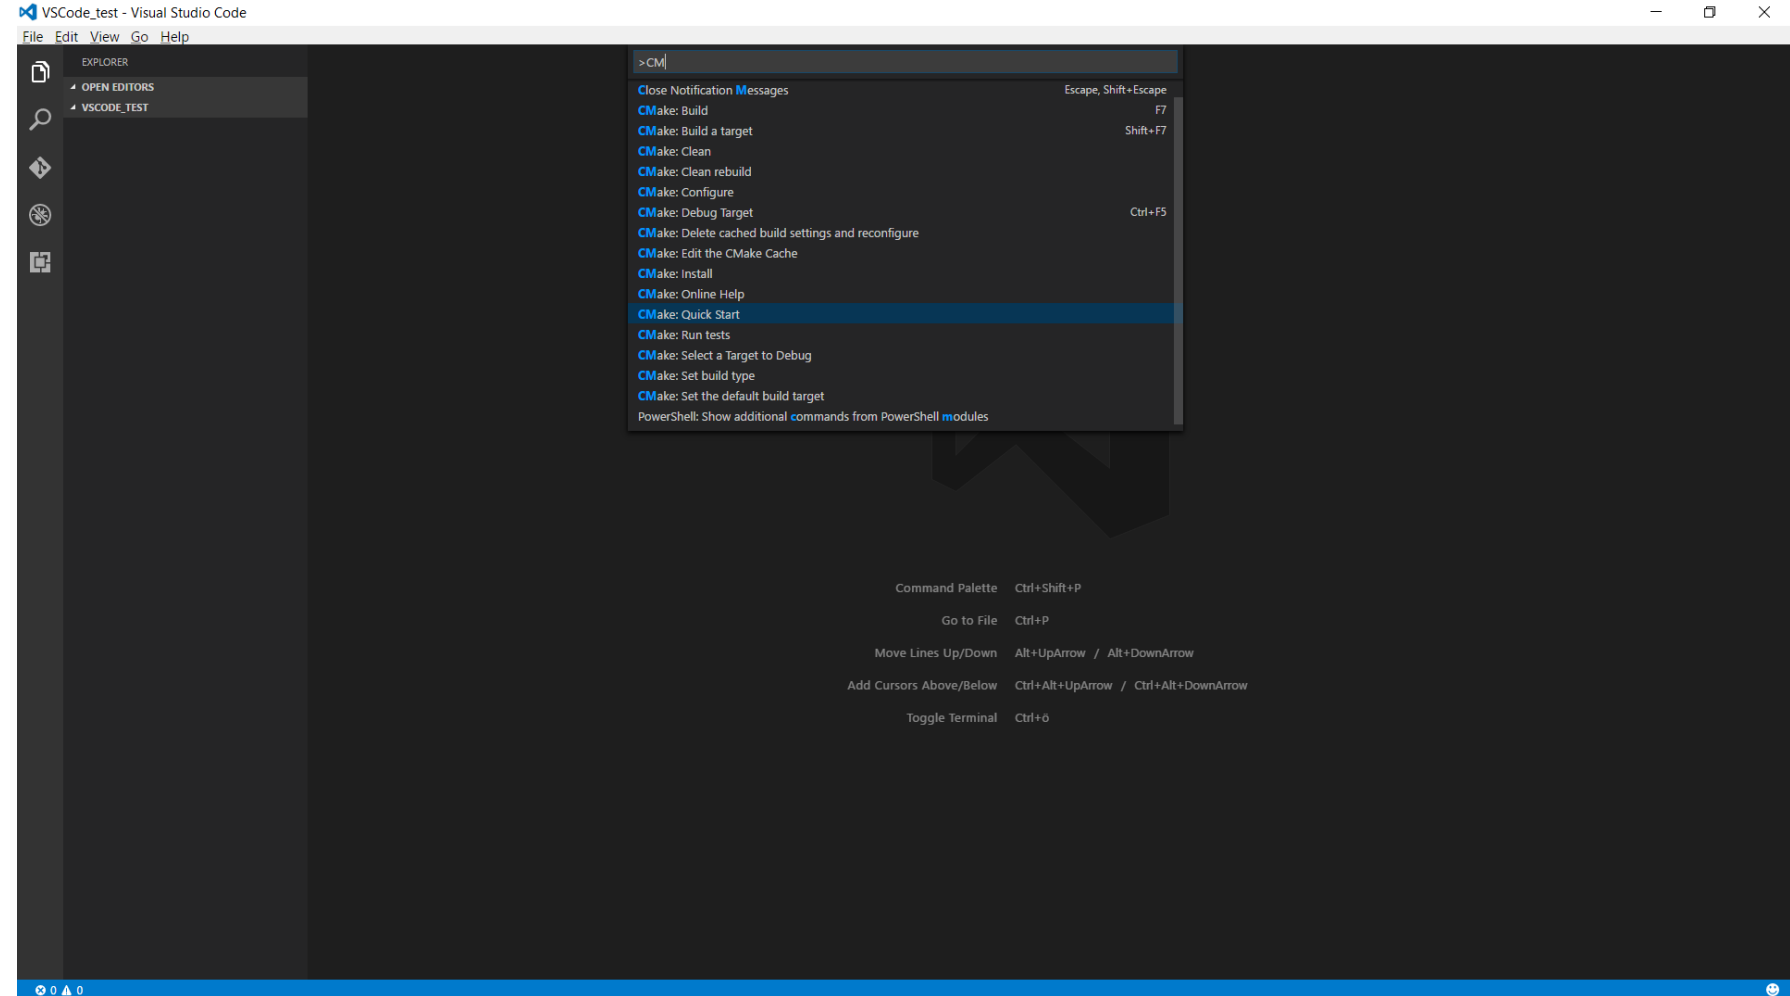 VSCode_test - Visual Studio Code
File Edit View Go Help
EXPLORER
OPEN EDITORS
VSCODE_TEST
>CM
Close Notification Messages Escape, Shift+Escape
CMake: Build F7
CMake: Build a target Shift+F7
CMake: Clean
CMake: Clean rebuild
CMake: Configure
CMake: Debug Target Ctrl+F5
CMake: Delete cached build settings and reconfigure
CMake: Edit the CMake Cache
CMake: Install
CMake: Online Help
CMake: Quick Start
CMake: Run tests
CMake: Select a Target to Debug
CMake: Set build type
CMake: Set the default build target
PowerShell: Show additional commands from PowerShell modules
Command Palette Ctrl+Shift+P
Go to File Ctrl+P
Move Lines Up/Down Alt+UpArrow / Alt+DownArrow
Add Cursors Above/Below Ctrl+Alt+UpArrow / Ctrl+Alt+DownArrow
Toggle Terminal Ctrl+ö
0 0